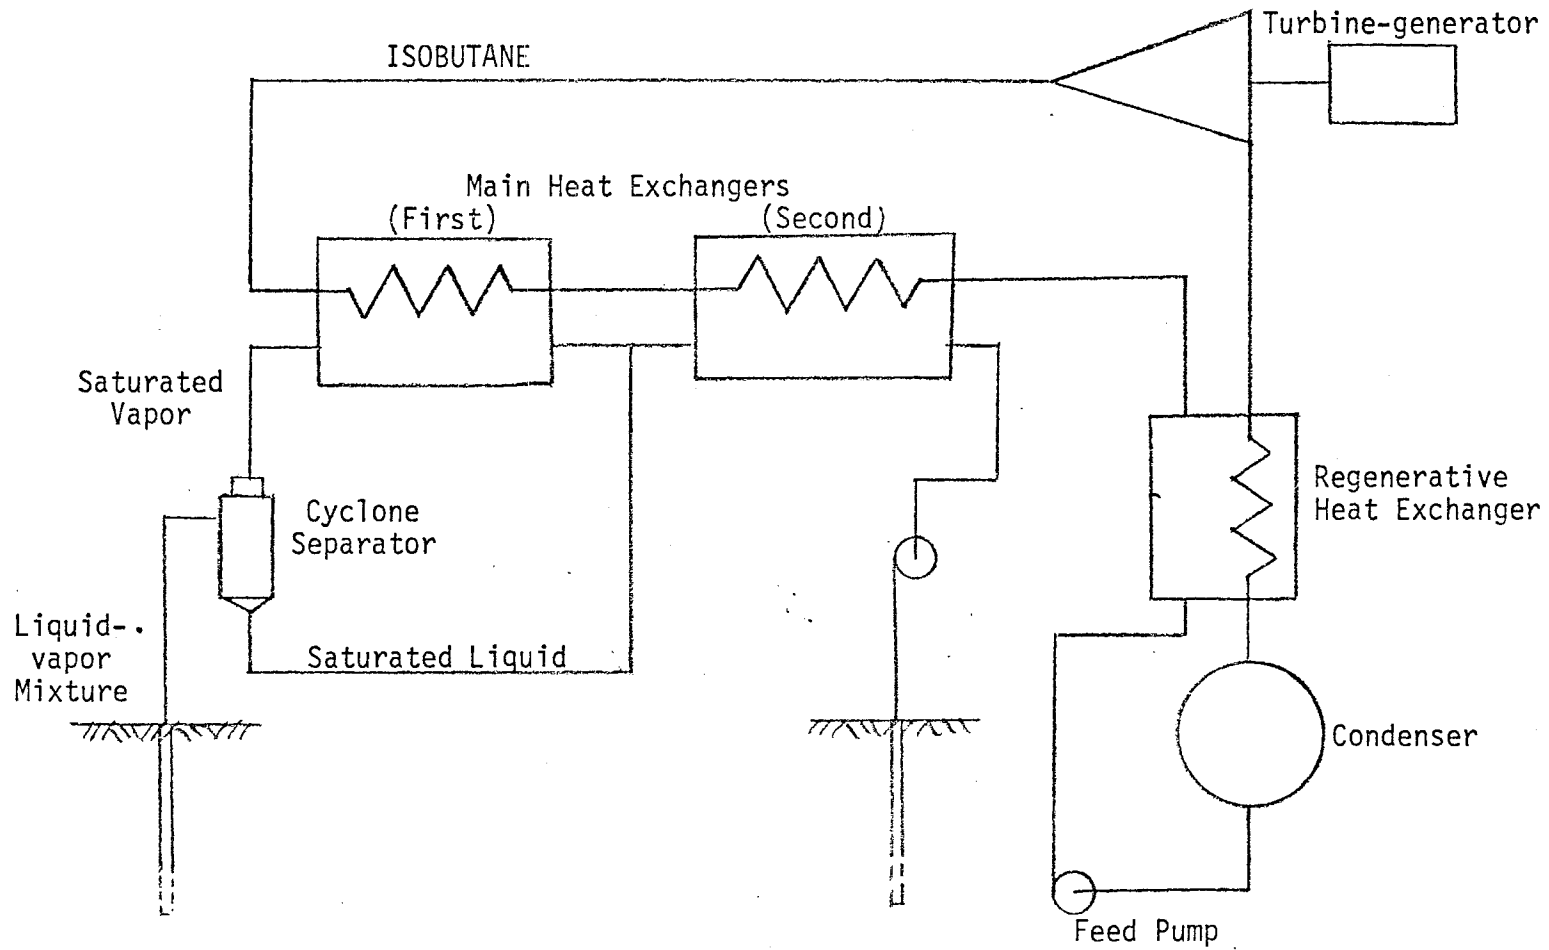 Turbine-generator
ISOBUTANE
Main Heat Exchangers
(First)
(Second)
Saturated
Vapor
Cyclone
Separator
Regenerative
Heat Exchanger
Liquid-
vapor
Mixture
Saturated Liquid
Condenser
Feed Pump